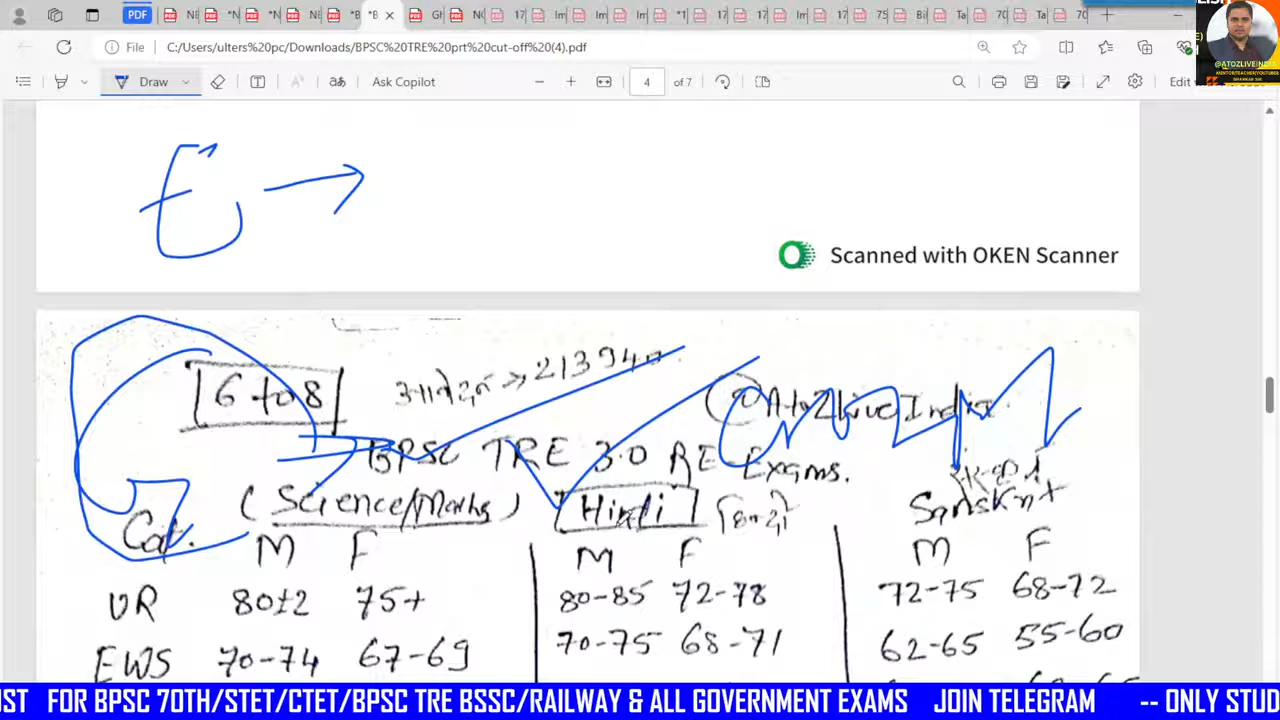 PDF
File C:/Users/ulters%20pc/Downloads/BPSC%20TRE%20prt%20cut-off%20(4).pdf
@ATOZLIVEINDIA
Draw Ask Copilot 4 of 7
Scanned with OKEN Scanner
6 to 8
@AtoZliveIndia
BPSC TRE 3.0 RE Exams.
(Science/Maths) Hindi Sanskrit
Cat. M F M F M F
UR 80±2 75+ 80-85 72-78 72-75 68-72
EWS 70-74 67-69 70-75 68-71 62-65 55-60
UST FOR BPSC 70TH/STET/CTET/BPSC TRE BSSC/RAILWAY & ALL GOVERNMENT EXAMS JOIN TELEGRAM -- ONLY STUD